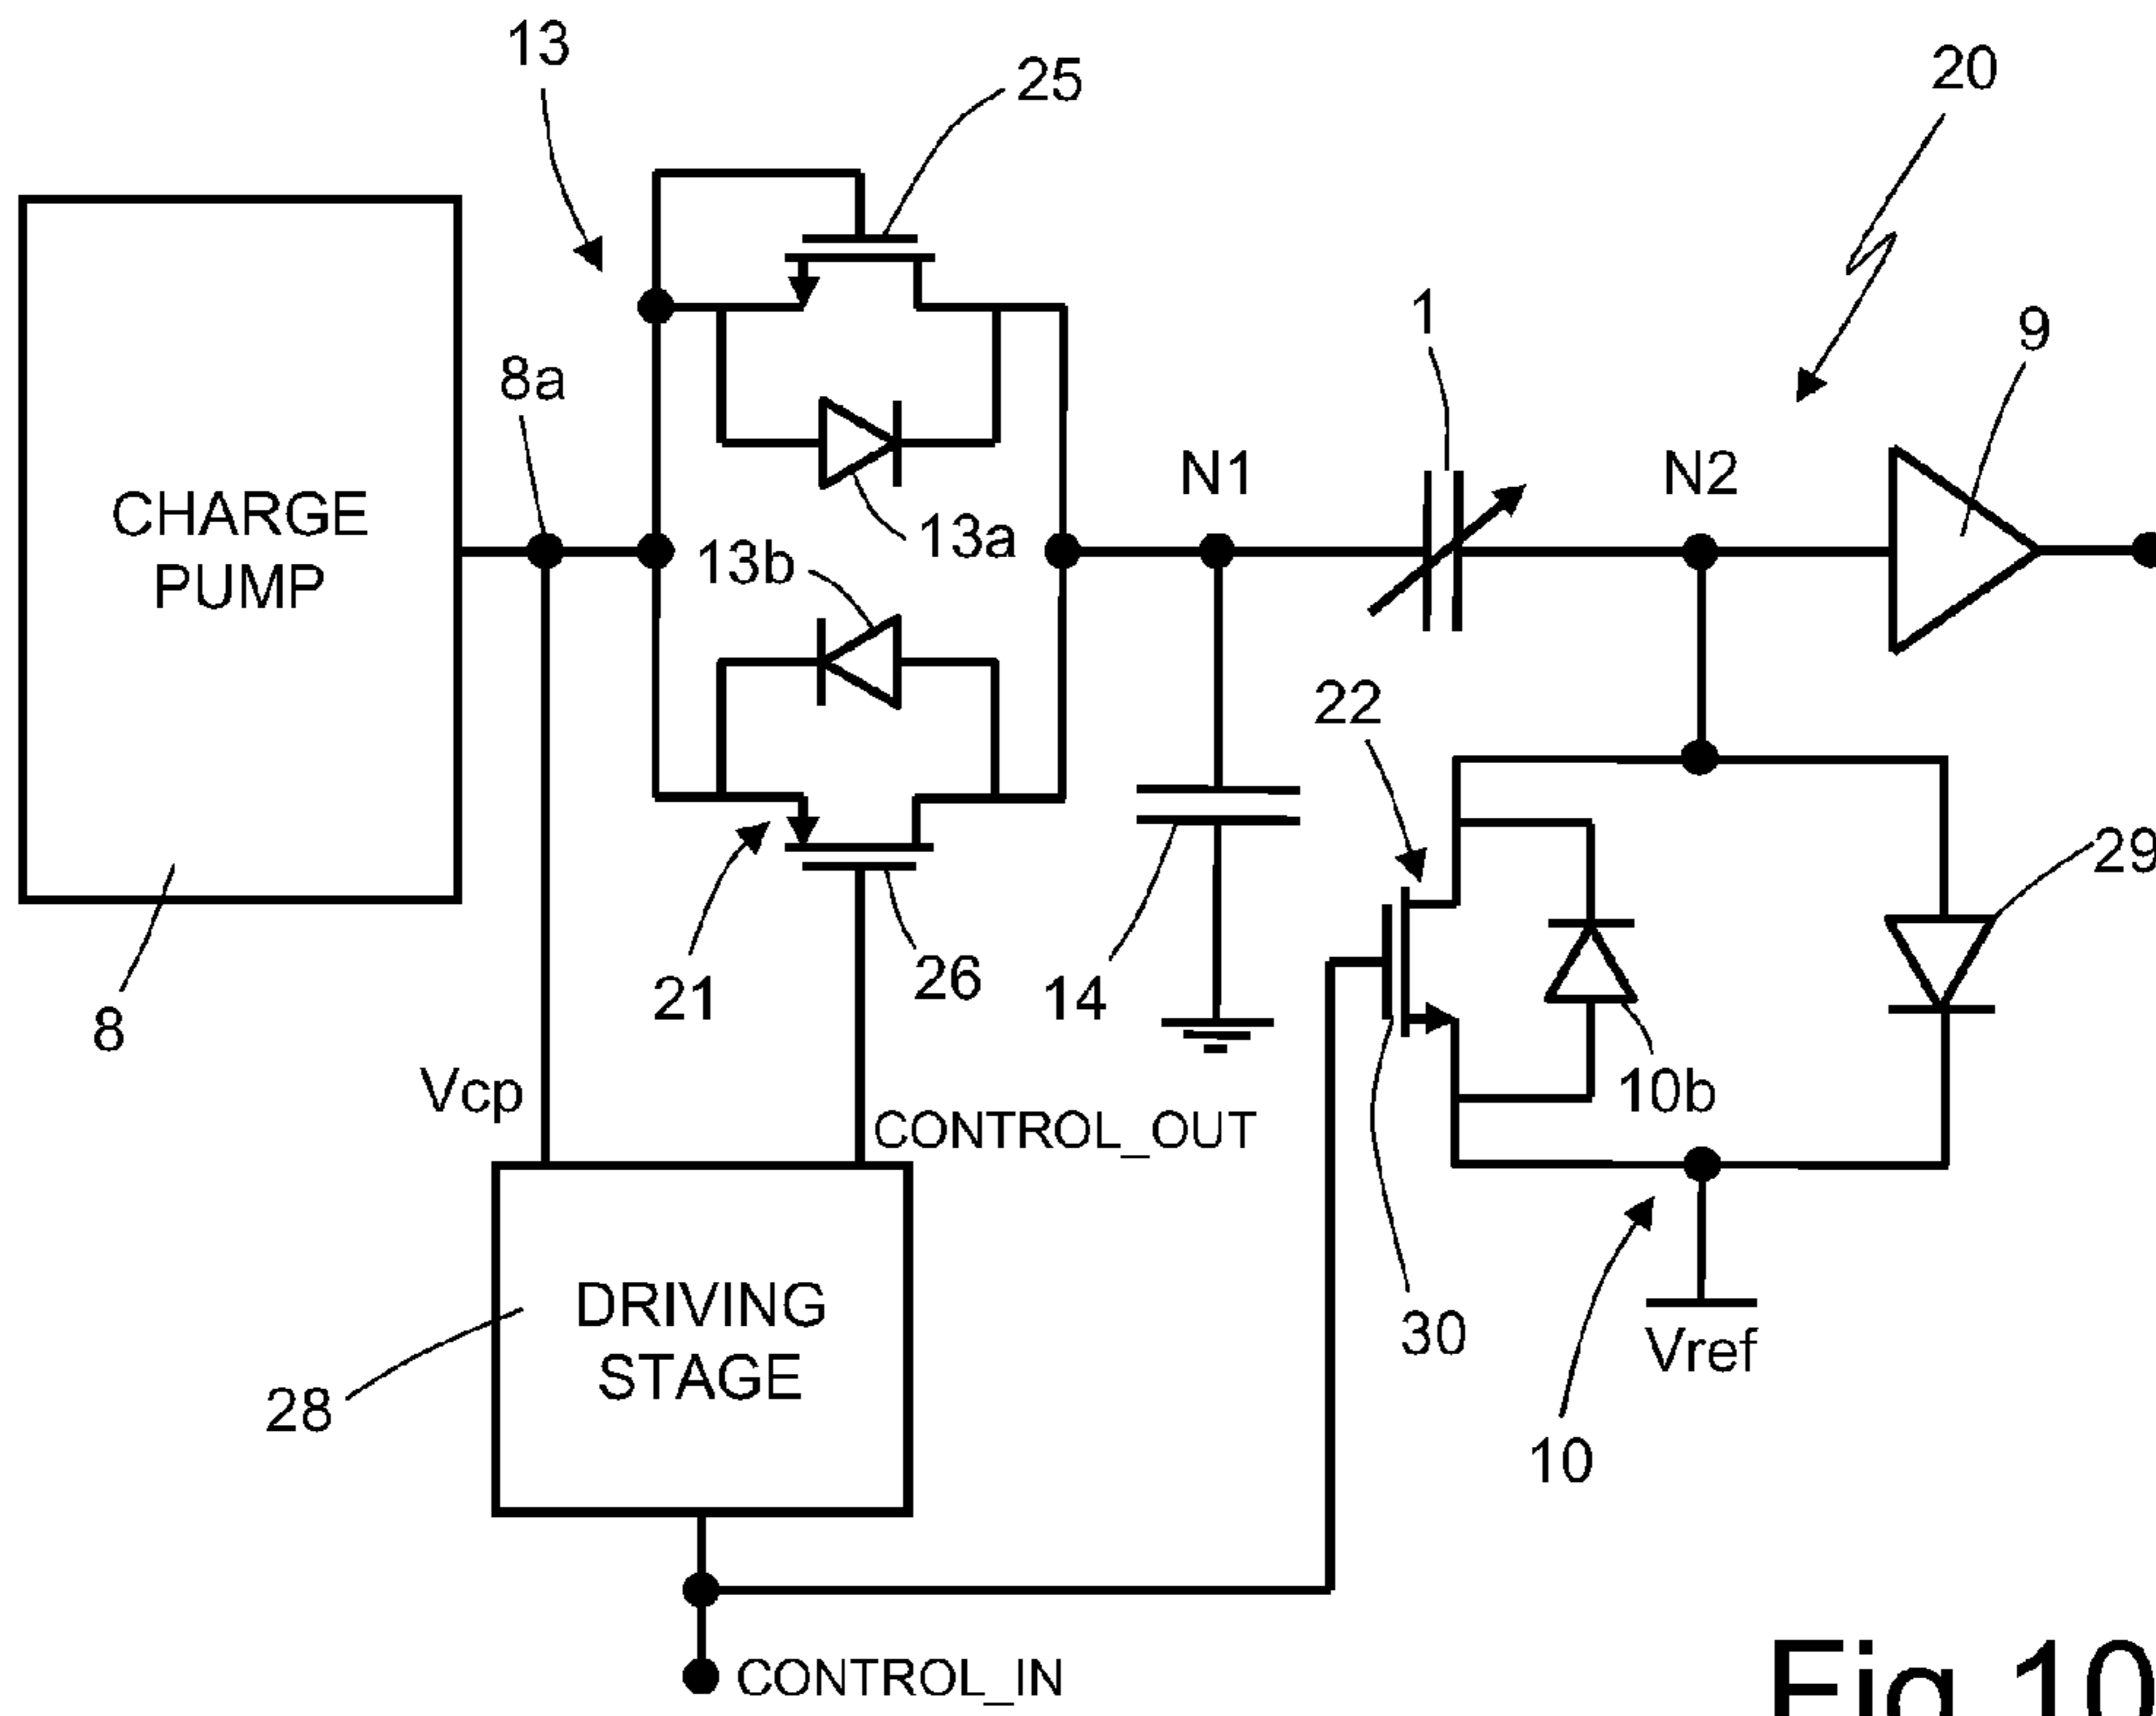 13
25
20
1
9
8a
N1
N2
CHARGE
PUMP
13a
13b
22
29
21
26
14
8
Vcp
10b
CONTROL_OUT
DRIVING
STAGE
30
Vref
28
10
CONTROL_IN
Fig.10